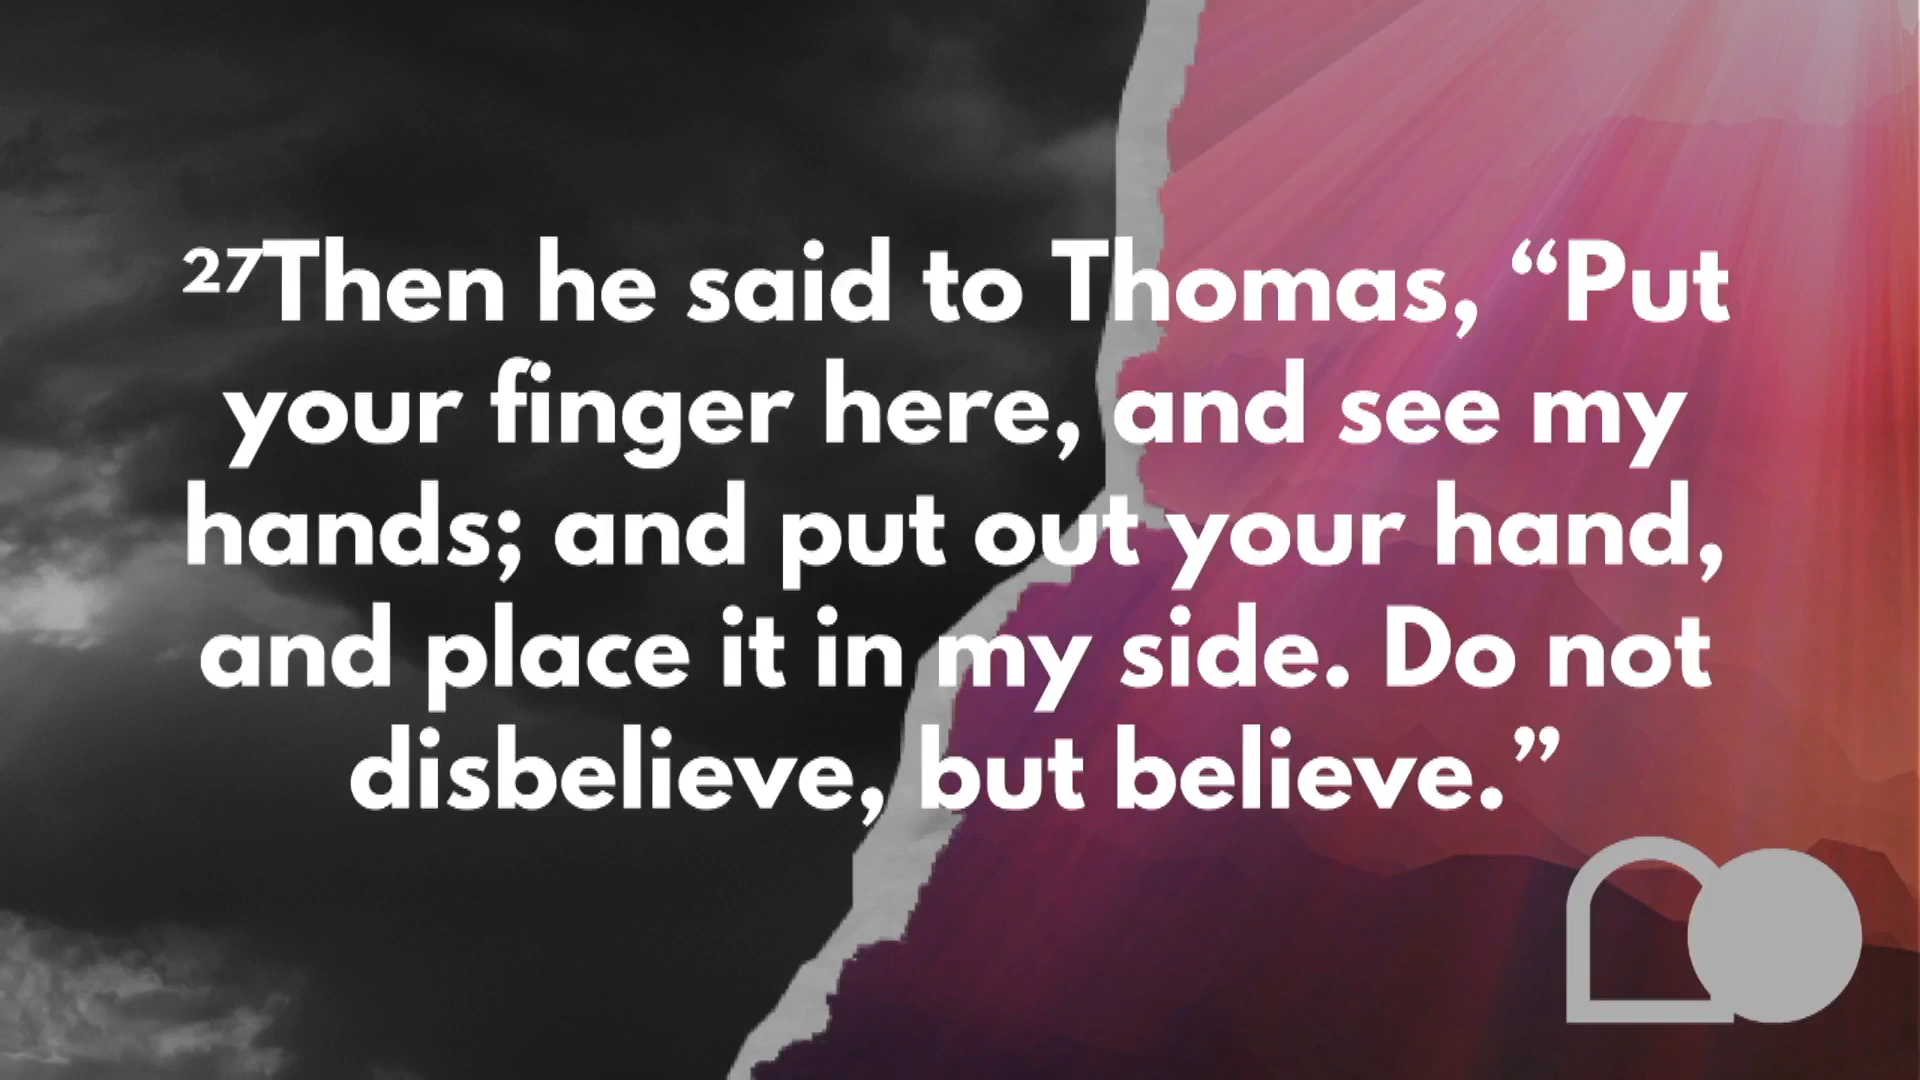 ²⁷Then he said to Thomas, “Put
your finger here, and see my
hands; and put out your hand,
and place it in my side. Do not
disbelieve, but believe.”